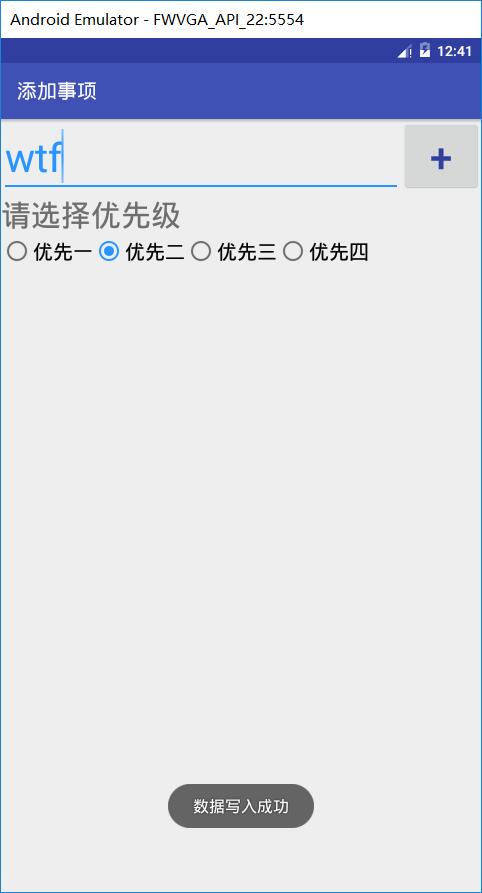 Android Emulator - FWVGA_API_22:5554
12:41
添加事项
wtf +
请选择优先级
优先一 优先二 优先三 优先四
数据写入成功